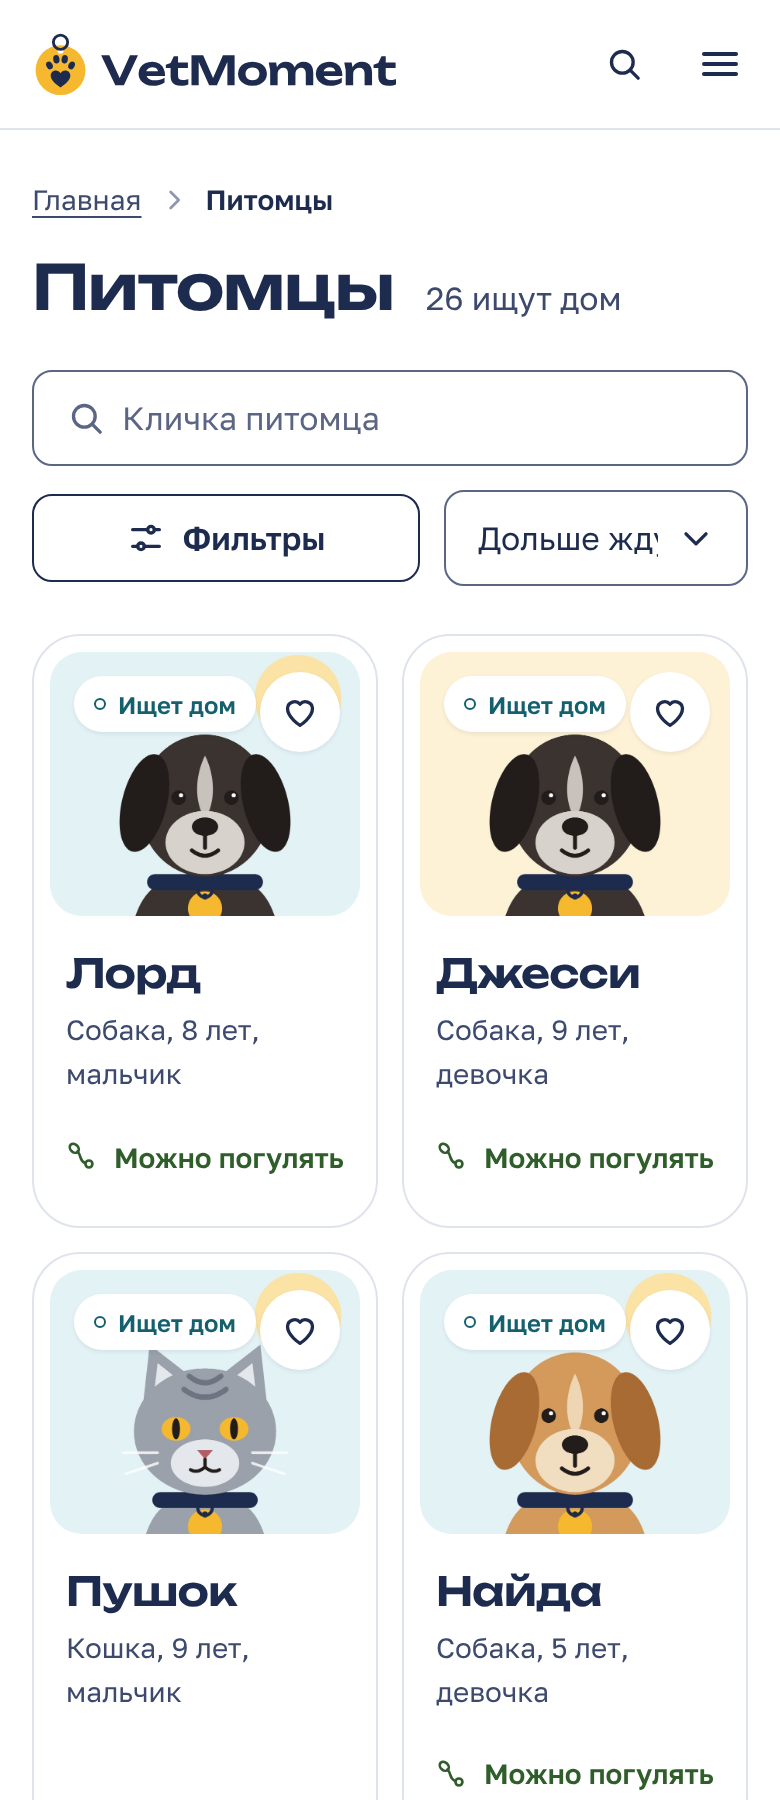 VetMoment
Главная
Питомцы
Питомцы
26 ищут дом
Кличка питомца
Фильтры
Дольше жду
Ищет дом
Ищет дом
Лорд
Джесси
Собака, 8 лет,
мальчик
Собака, 9 лет,
девочка
Можно погулять
Можно погулять
Ищет дом
Ищет дом
Пушок
Найда
Кошка, 9 лет,
мальчик
Собака, 5 лет,
девочка
Можно погулять